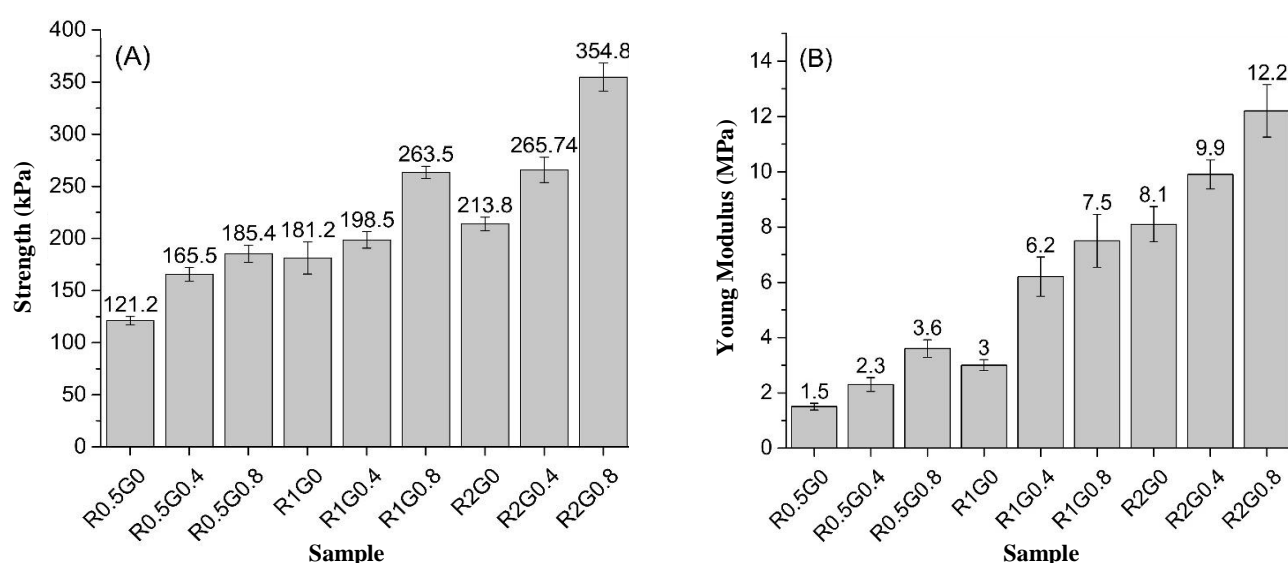 (A)
Strength (kPa)
400
350
300
250
200
150
100
50
0
121.2
165.5
185.4
181.2
198.5
263.5
213.8
265.74
354.8
R0.5G0
R0.5G0.4
R0.5G0.8
R1G0
R1G0.4
R1G0.8
R2G0
R2G0.4
R2G0.8
Sample
(B)
Young Modulus (MPa)
14
12
10
8
6
4
2
0
1.5
2.3
3.6
3
6.2
7.5
8.1
9.9
12.2
R0.5G0
R0.5G0.4
R0.5G0.8
R1G0
R1G0.4
R1G0.8
R2G0
R2G0.4
R2G0.8
Sample